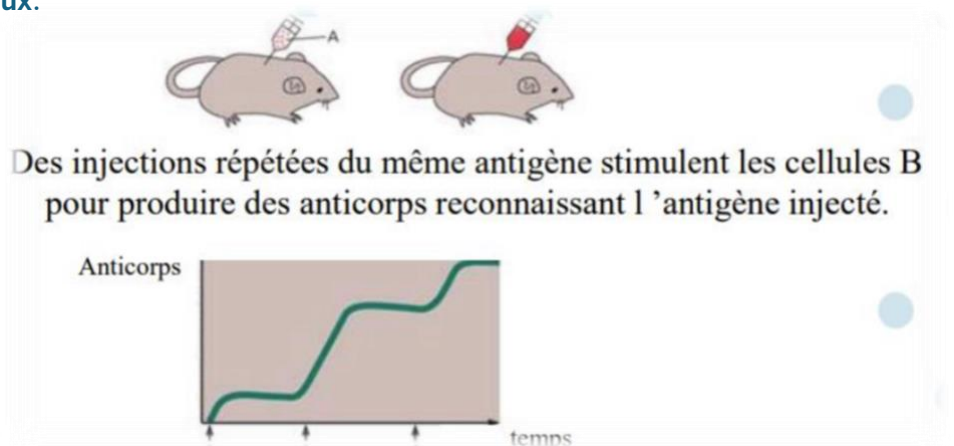 ux.
A
Des injections répétées du même antigène stimulent les cellules B
pour produire des anticorps reconnaissant l ’antigène injecté.
Anticorps
temps